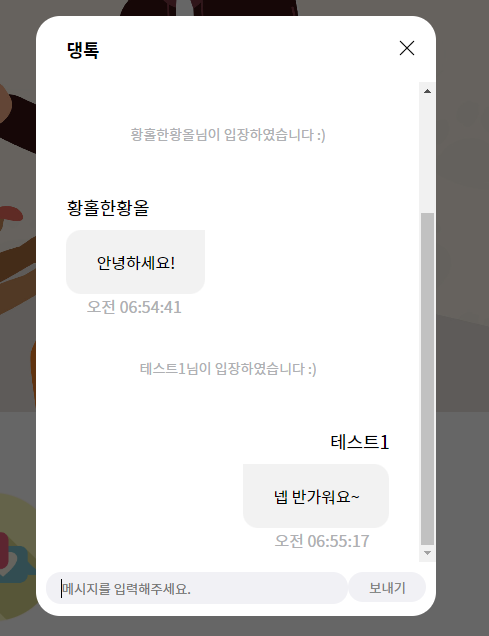 댕톡
황홀한황올님이 입장하였습니다 :)
황홀한황올
안녕하세요!
오전 06:54:41
테스트1님이 입장하였습니다 :)
테스트1
넵 반가워요~
오전 06:55:17
메시지를 입력해주세요.
보내기